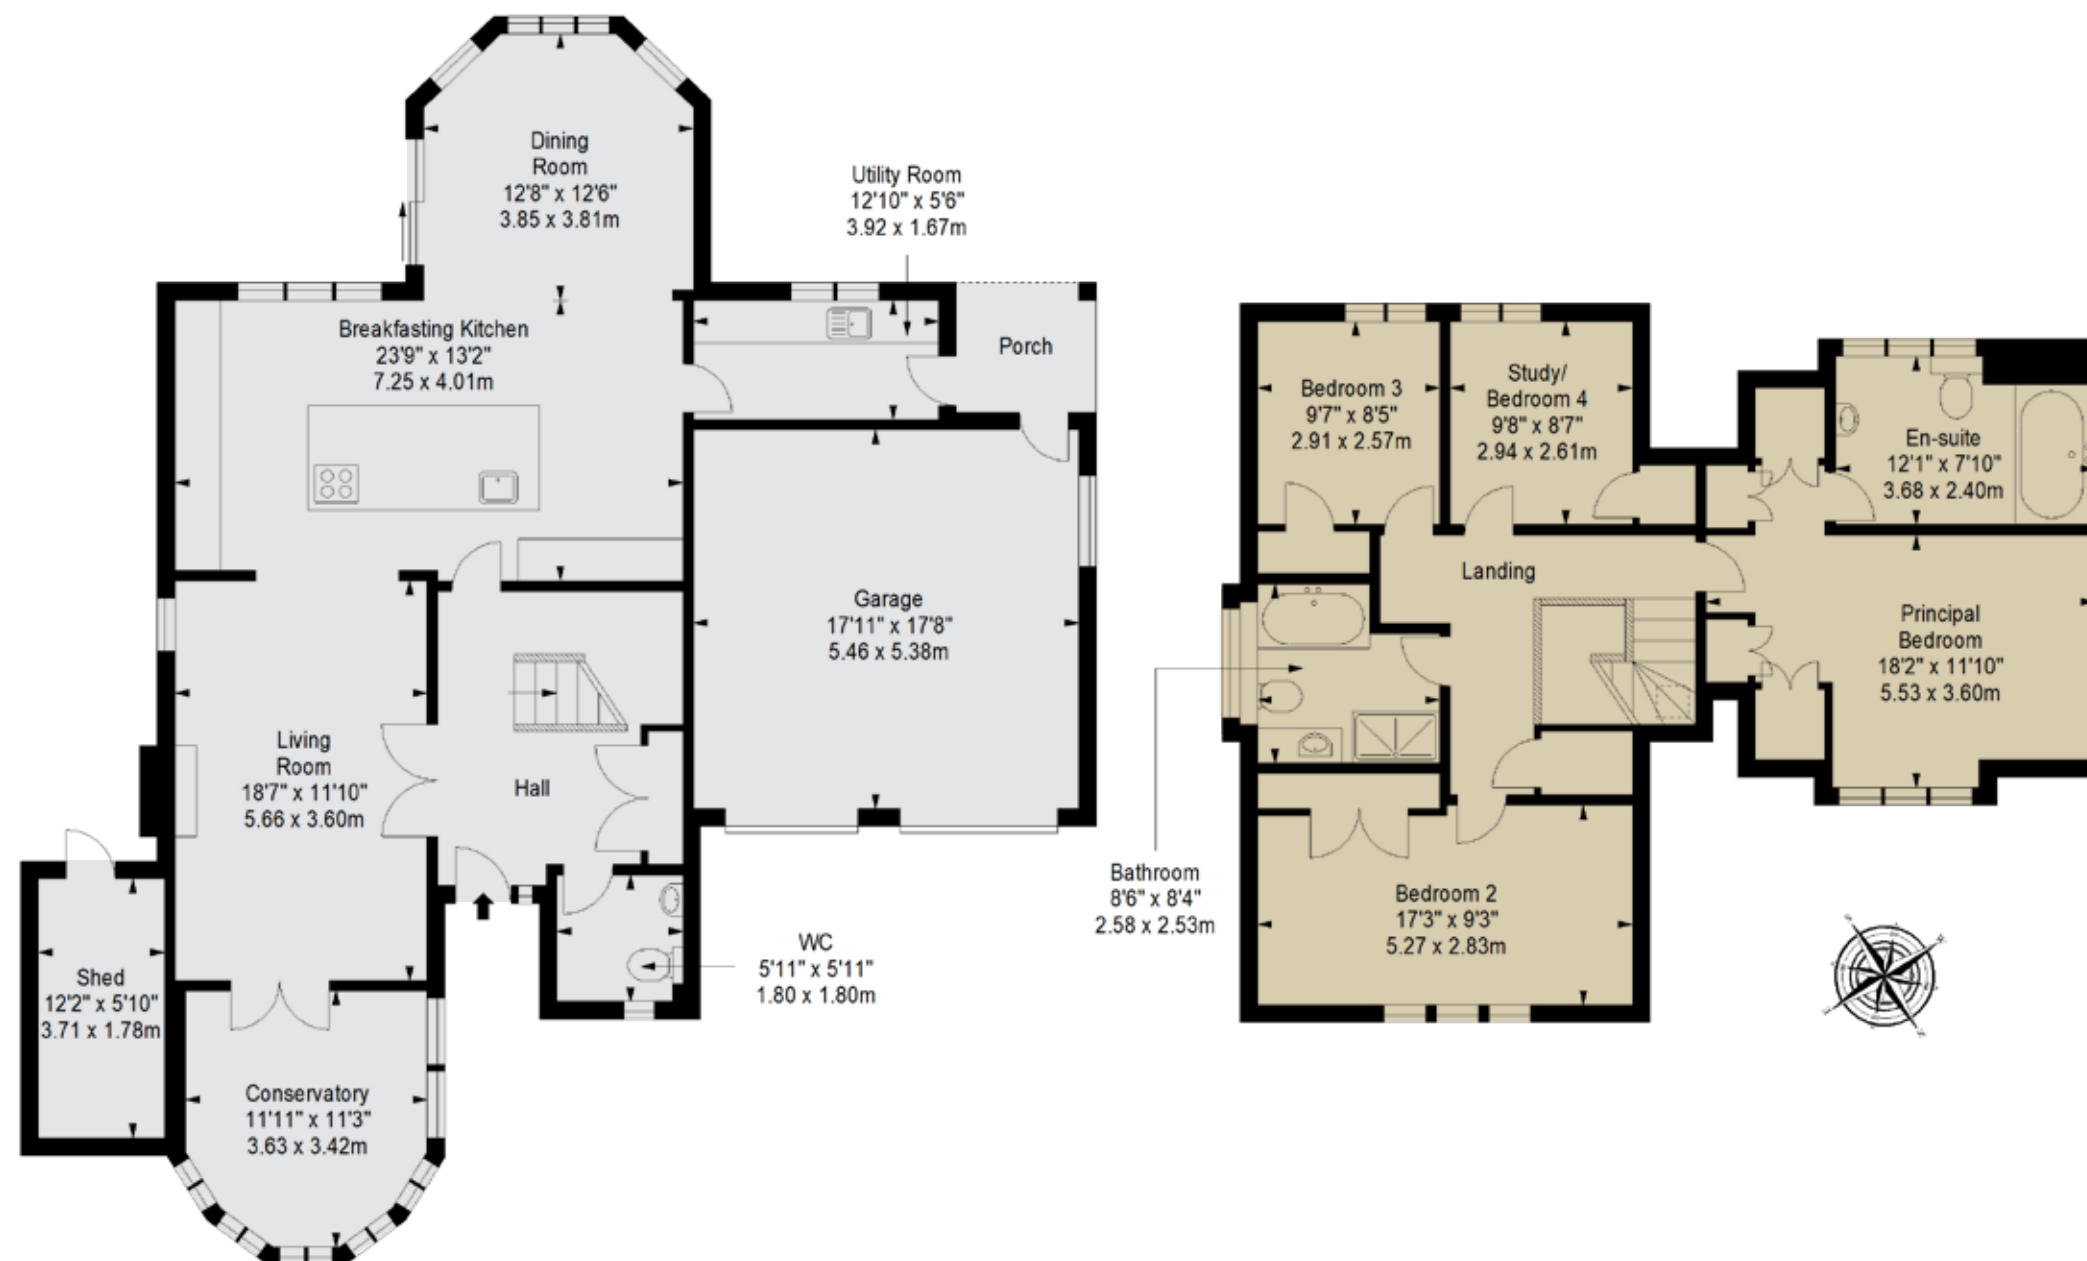 Dining
Room
12'8" x 12'6"
3.85 x 3.81m
Utility Room
12'10" x 5'6"
3.92 x 1.67m
Breakfasting Kitchen
23'9" x 13'2"
7.25 x 4.01m
Porch
Garage
17'11" x 17'8"
5.46 x 5.38m
Living
Room
18'7" x 11'10"
5.66 x 3.60m
Hall
WC
5'11" x 5'11"
1.80 x 1.80m
Shed
12'2" x 5'10"
3.71 x 1.78m
Conservatory
11'11" x 11'3"
3.63 x 3.42m
Bedroom 3
9'7" x 8'5"
2.91 x 2.57m
Study/
Bedroom 4
9'8" x 8'7"
2.94 x 2.61m
En-suite
12'1" x 7'10"
3.68 x 2.40m
Landing
Principal
Bedroom
18'2" x 11'10"
5.53 x 3.60m
Bathroom
8'6" x 8'4"
2.58 x 2.53m
Bedroom 2
17'3" x 9'3"
5.27 x 2.83m